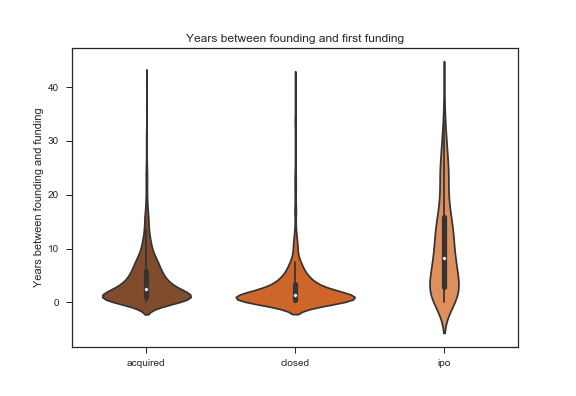 Years between founding and first funding
Years between founding and funding
40
30
20
10
0
acquired closed ipo